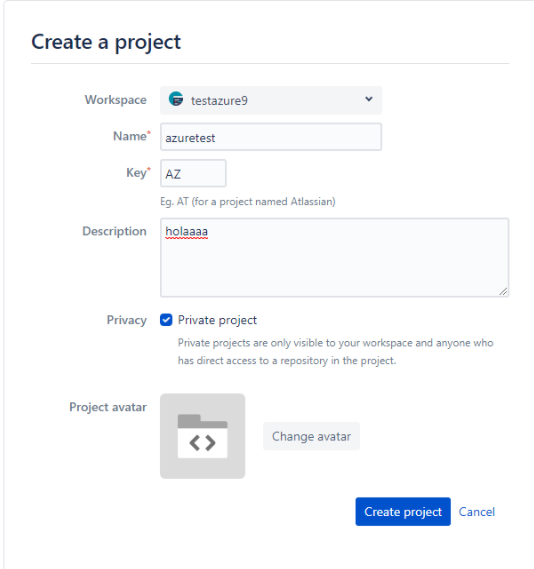 Create a project
Workspace testazure9
Name* azuretest
Key* AZ
Eg. AT (for a project named Atlassian)
Description holaaaa
Privacy Private project
Private projects are only visible to your workspace and anyone who
has direct access to a repository in the project.
Project avatar
Change avatar
Create project Cancel